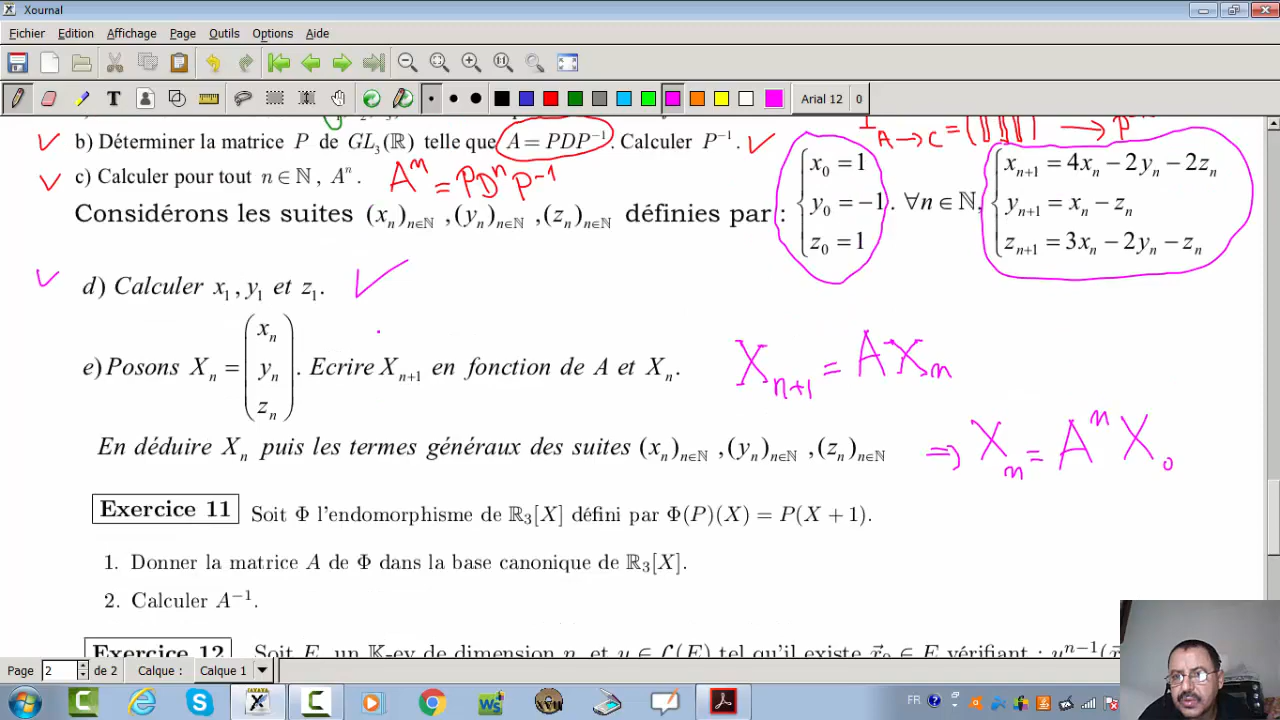 Xournal
Fichier Edition Affichage Page Outils Options Aide
Arial 12 0
b) Déterminer la matrice P de GL₃(ℝ) telle que A = PDP⁻¹. Calculer P⁻¹.
c) Calculer pour tout n ∈ ℕ, Aⁿ. Aⁿ = PDⁿP⁻¹
Considérons les suites (xₙ)ₙ∈ℕ ,(yₙ)ₙ∈ℕ ,(zₙ)ₙ∈ℕ définies par : { x₀ = 1, y₀ = −1, z₀ = 1 . ∀n ∈ ℕ, { xₙ₊₁ = 4xₙ − 2yₙ − 2zₙ, yₙ₊₁ = xₙ − zₙ, zₙ₊₁ = 3xₙ − 2yₙ − zₙ
d) Calculer x₁, y₁ et z₁.
e) Posons Xₙ = (xₙ yₙ zₙ). Ecrire Xₙ₊₁ en fonction de A et Xₙ. Xₙ₊₁ = AXₙ
En déduire Xₙ puis les termes généraux des suites (xₙ)ₙ∈ℕ ,(yₙ)ₙ∈ℕ ,(zₙ)ₙ∈ℕ ⇒ Xₙ = AⁿX₀
Exercice 11 Soit Φ l'endomorphisme de ℝ₃[X] défini par Φ(P)(X) = P(X + 1).
1. Donner la matrice A de Φ dans la base canonique de ℝ₃[X].
2. Calculer A⁻¹.
Exercice 12 Soit E un 𝕂-ev de dimension n et u ∈ ℒ(E) tel qu'il existe x⃗₀ ∈ E vérifiant : uⁿ⁻¹(
Page 2 de 2 Calque : Calque 1
FR